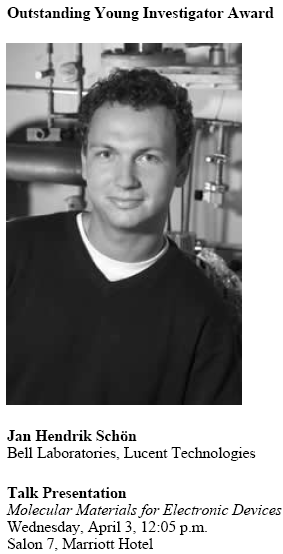 Outstanding Young Investigator Award
Jan Hendrik Schön
Bell Laboratories, Lucent Technologies
Talk Presentation
Molecular Materials for Electronic Devices
Wednesday, April 3, 12:05 p.m.
Salon 7, Marriott Hotel